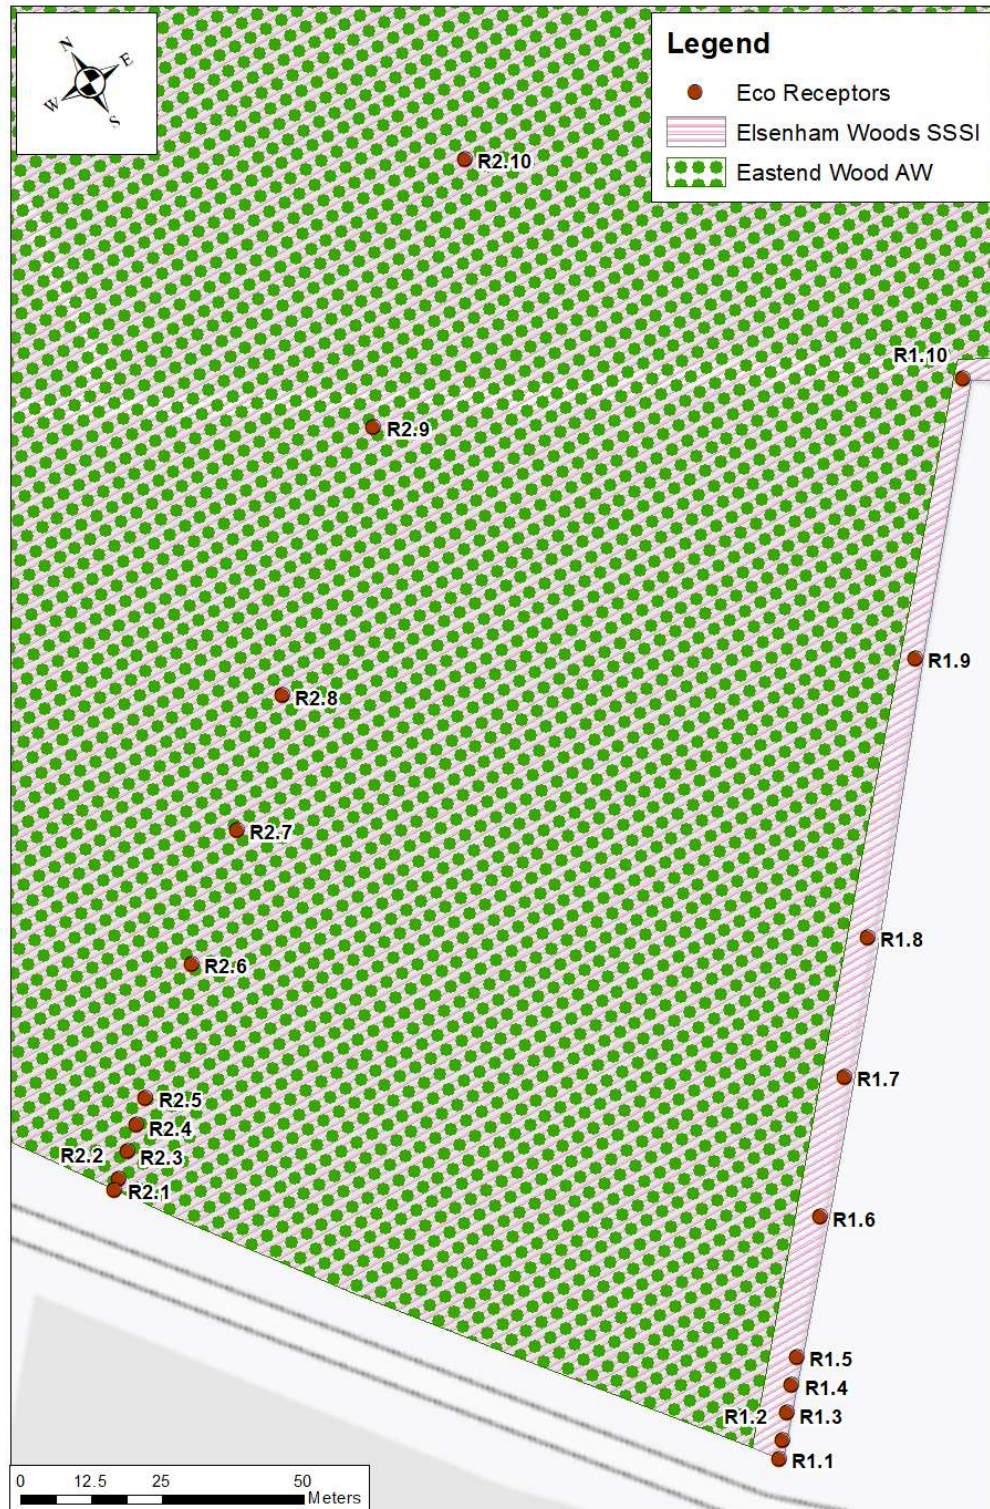 N
E
W
S
Legend
Eco Receptors
Elsenham Woods SSSI
Eastend Wood AW
R2.10
R1.10
R2.9
R1.9
R2.8
R2.7
R1.8
R2.6
R1.7
R2.5
R2.4
R2.2
R2.3
R2.1
R1.6
R1.5
R1.4
R1.2
R1.3
R1.1
0 12.5 25 50
Meters